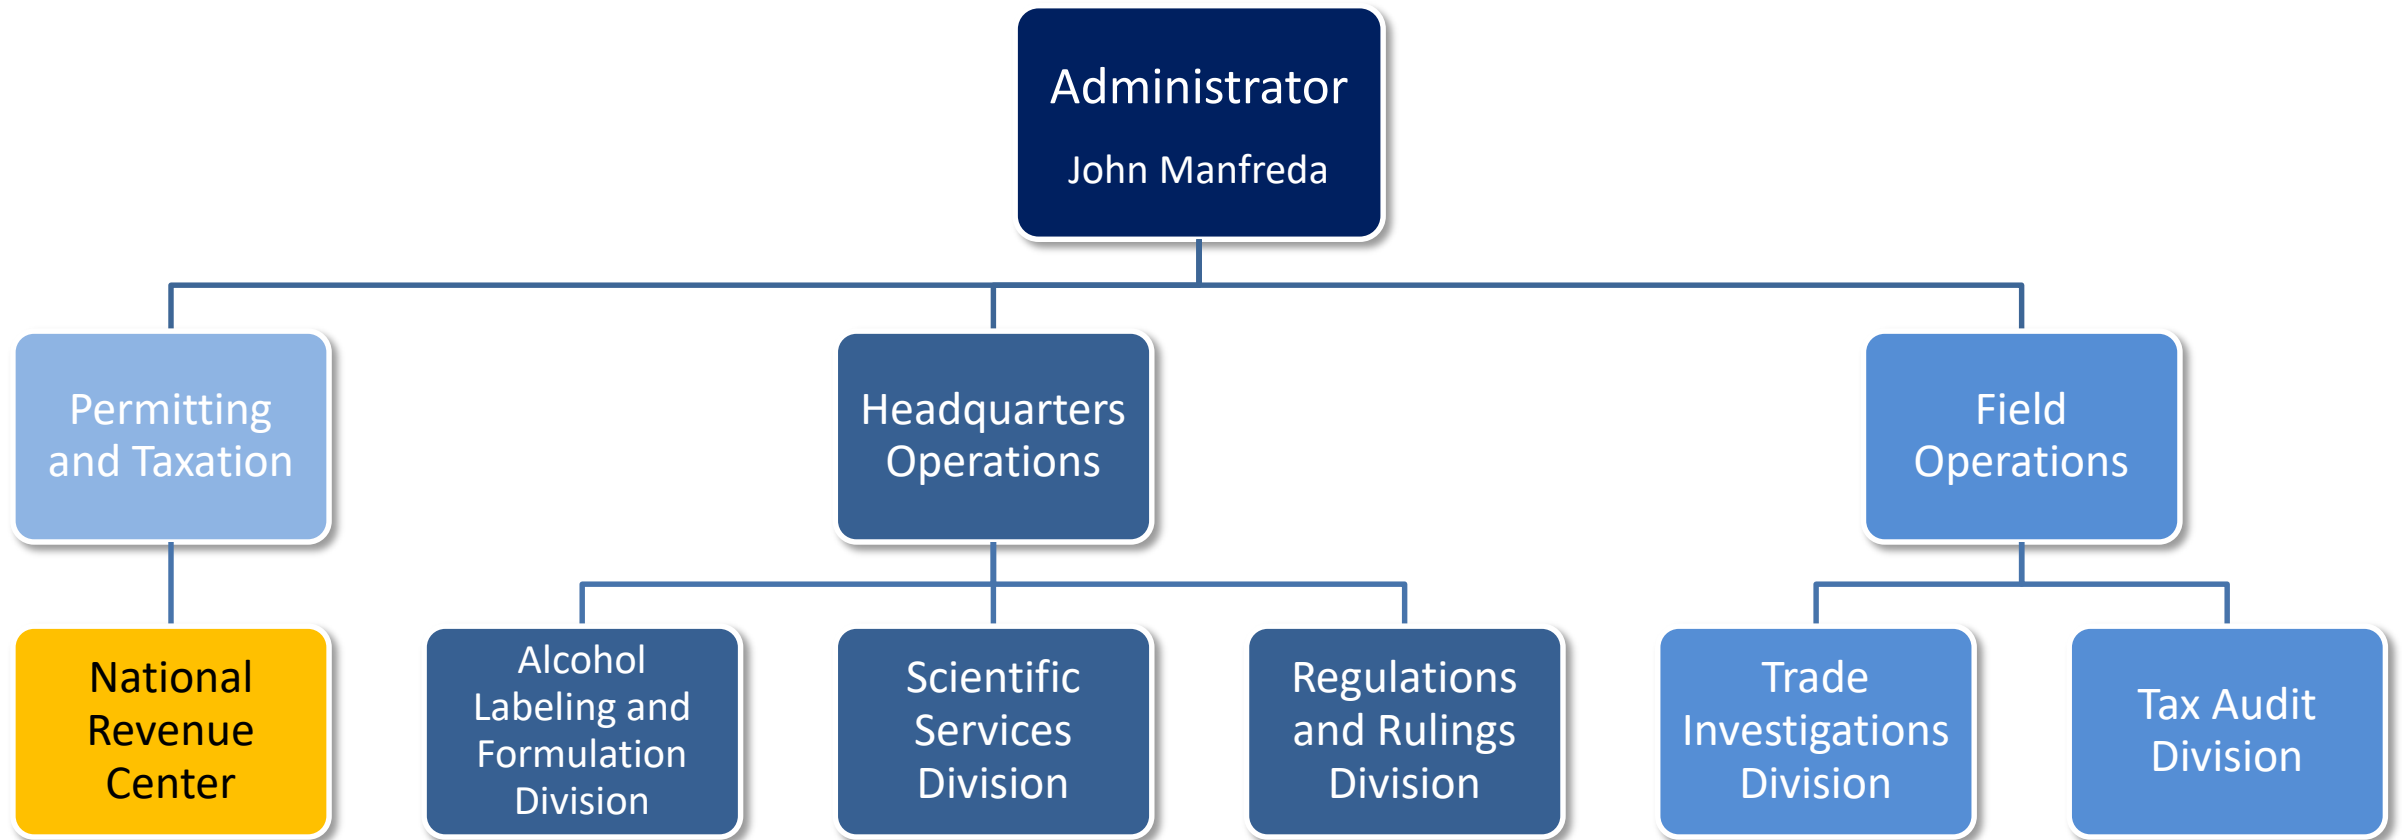 Administrator
John Manfreda
Permitting
and Taxation
Headquarters
Operations
Field
Operations
National
Revenue
Center
Alcohol
Labeling and
Formulation
Division
Scientific
Services
Division
Regulations
and Rulings
Division
Trade
Investigations
Division
Tax Audit
Division